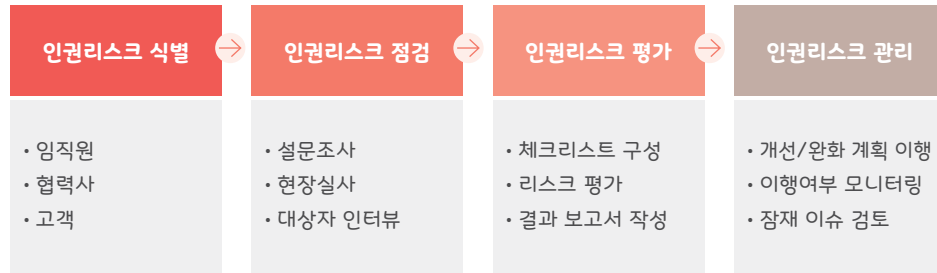 인권리스크 식별
• 임직원
• 협력사
• 고객
인권리스크 점검
• 설문조사
• 현장실사
• 대상자 인터뷰
인권리스크 평가
• 체크리스트 구성
• 리스크 평가
• 결과 보고서 작성
인권리스크 관리
• 개선/완화 계획 이행
• 이행여부 모니터링
• 잠재 이슈 검토